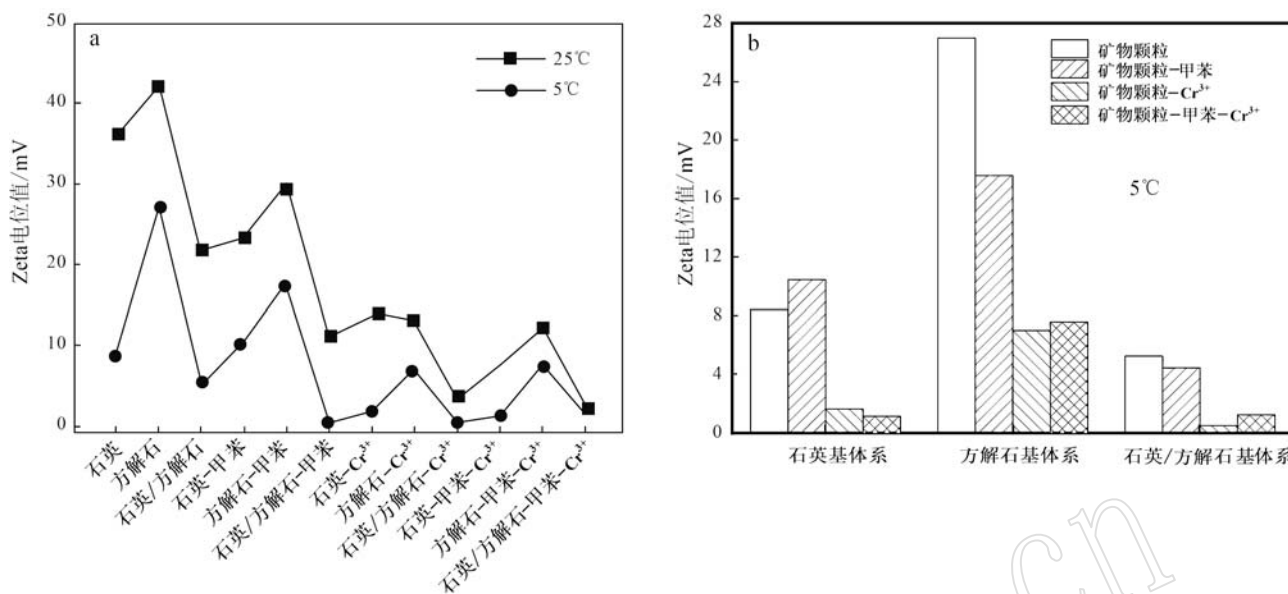 a
50
40
30
20
10
0
Zeta电位值/mV
25℃
5℃
石英
方解石
石英/方解石
石英-甲苯
方解石-甲苯
石英/方解石-甲苯
石英-Cr³⁺
方解石-Cr³⁺
石英/方解石-Cr³⁺
石英-甲苯-Cr³⁺
方解石-甲苯-Cr³⁺
石英/方解石-甲苯-Cr³⁺
b
28
24
16
12
8
4
0
Zeta电位值/mV
矿物颗粒
矿物颗粒-甲苯
矿物颗粒-Cr³⁺
矿物颗粒-甲苯-Cr³⁺
5℃
石英基体系
方解石基体系
石英/方解石基体系
cn